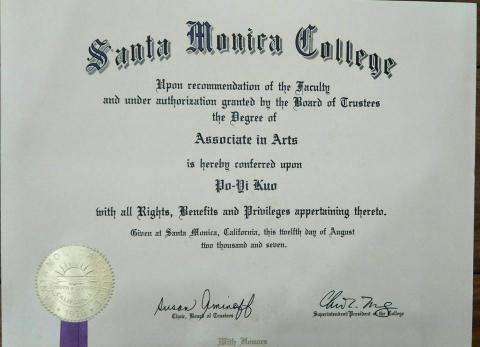 Santa Monica College
Upon recommendation of the Faculty
and under authorization granted by the Board of Trustees
the Degree of
Associate in Arts
is hereby conferred upon
Po-Yi Kuo
with all Rights, Benefits and Privileges appertaining thereto.
Given at Santa Monica, California, this twelfth day of August
two thousand and seven.
Susan Aminoff
Chair, Board of Trustees
Superintendent/President of the College
With Honors